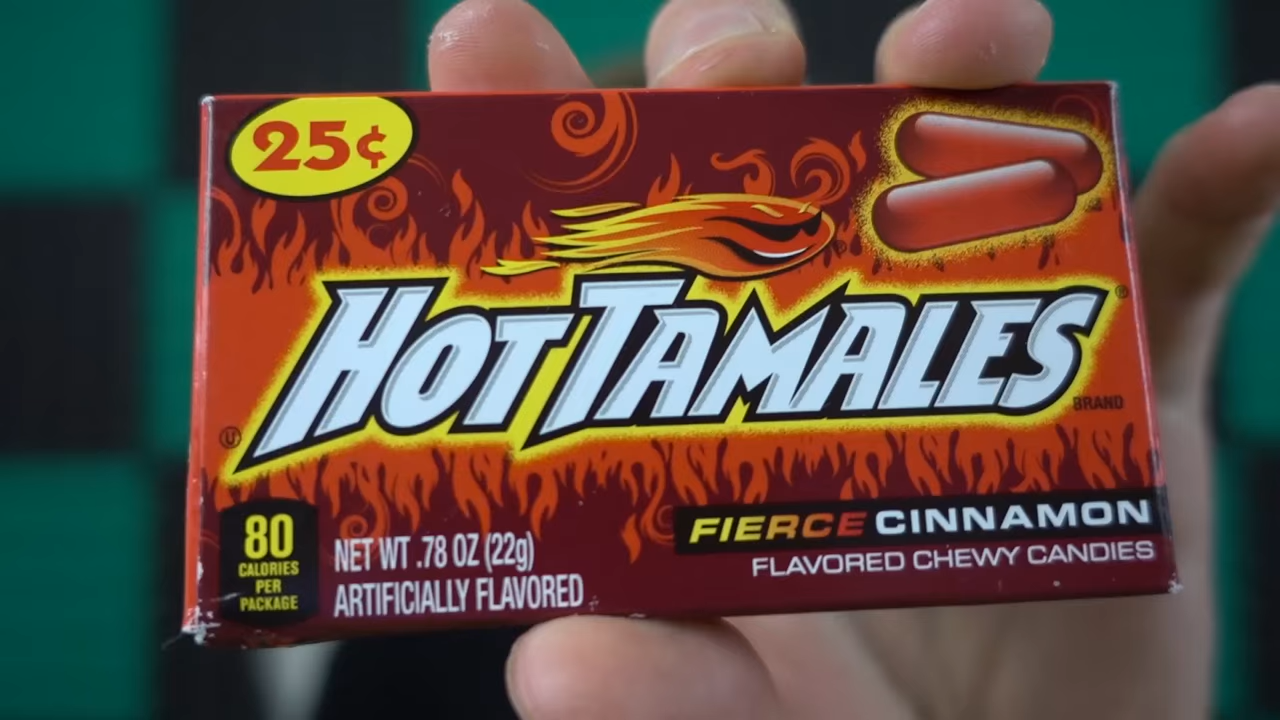 25¢
HOT TAMALES®
BRAND
U
80
CALORIES
PER
PACKAGE
NET WT .78 OZ (22g)
ARTIFICIALLY FLAVORED
FIERCE CINNAMON
FLAVORED CHEWY CANDIES